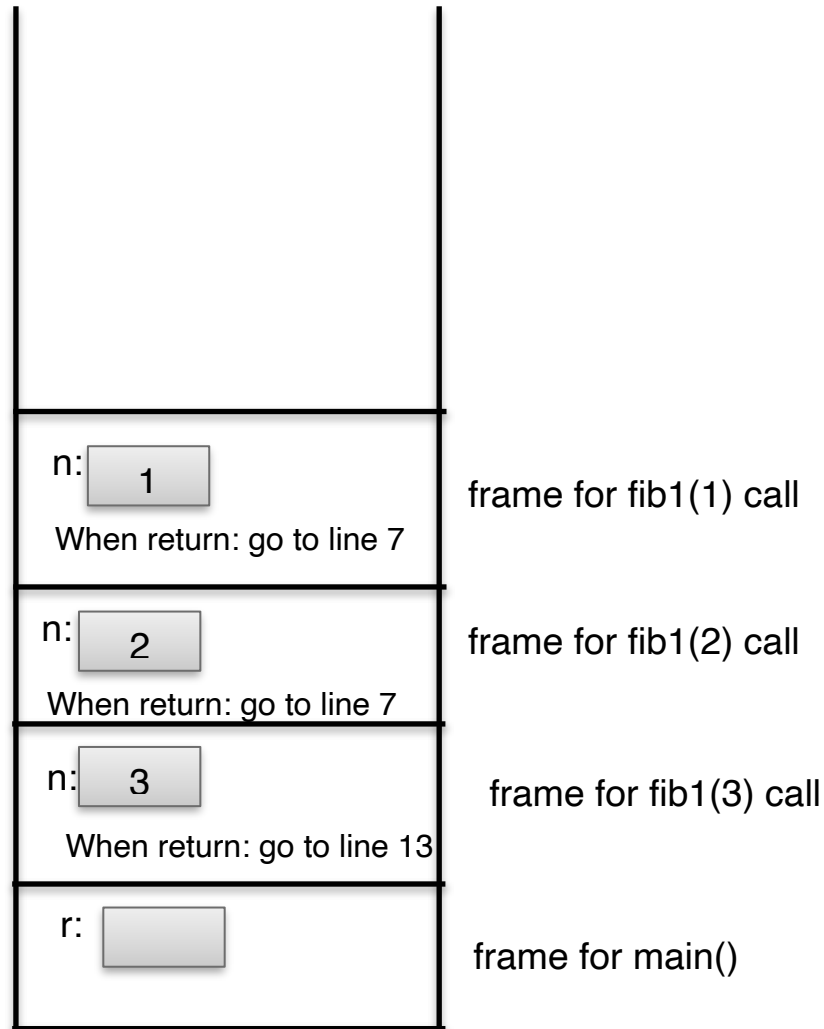 n: 1
frame for fib1(1) call
When return: go to line 7
n: 2
frame for fib1(2) call
When return: go to line 7
n: 3
frame for fib1(3) call
When return: go to line 13
r:
frame for main()